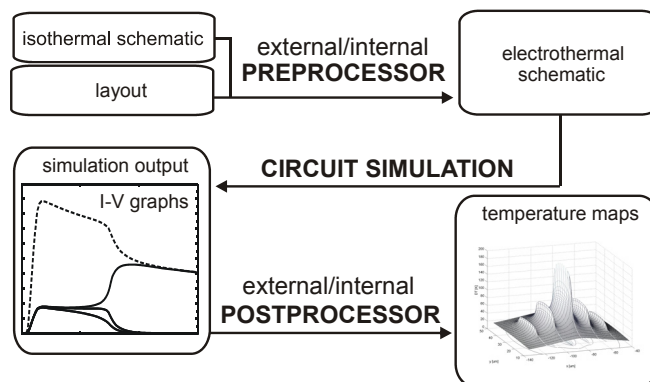 isothermal schematic
layout
external/internal
PREPROCESSOR
electrothermal
schematic
CIRCUIT SIMULATION
simulation output
I-V graphs
external/internal
POSTPROCESSOR
temperature maps